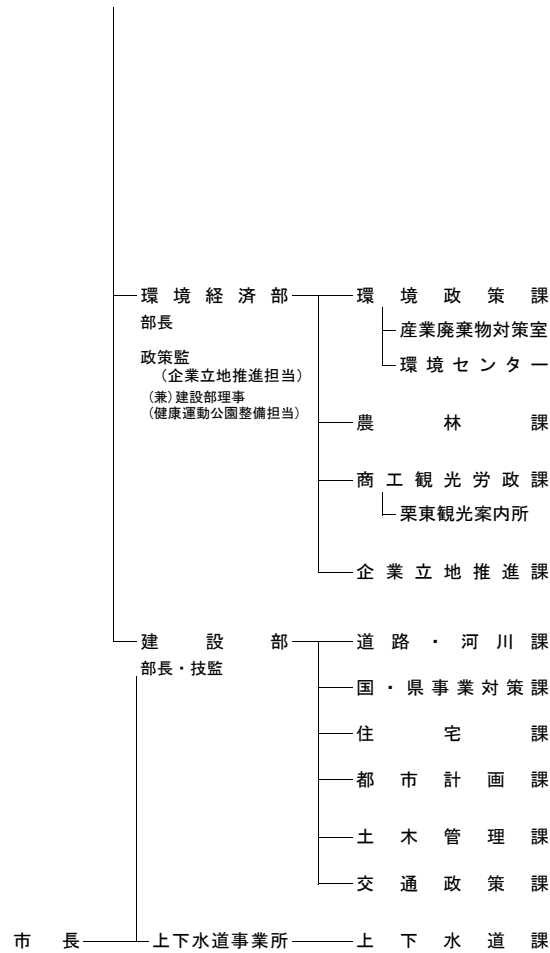 環境経済部 環境政策課
部長 産業廃棄物対策室
政策監 環境センター
（企業立地推進担当）
（兼）建設部理事
（健康運動公園整備担当）
農林課
商工観光労政課
栗東観光案内所
企業立地推進課
建設部 道路・河川課
部長・技監
国・県事業対策課
住宅課
都市計画課
土木管理課
交通政策課
市長 上下水道事業所 上下水道課